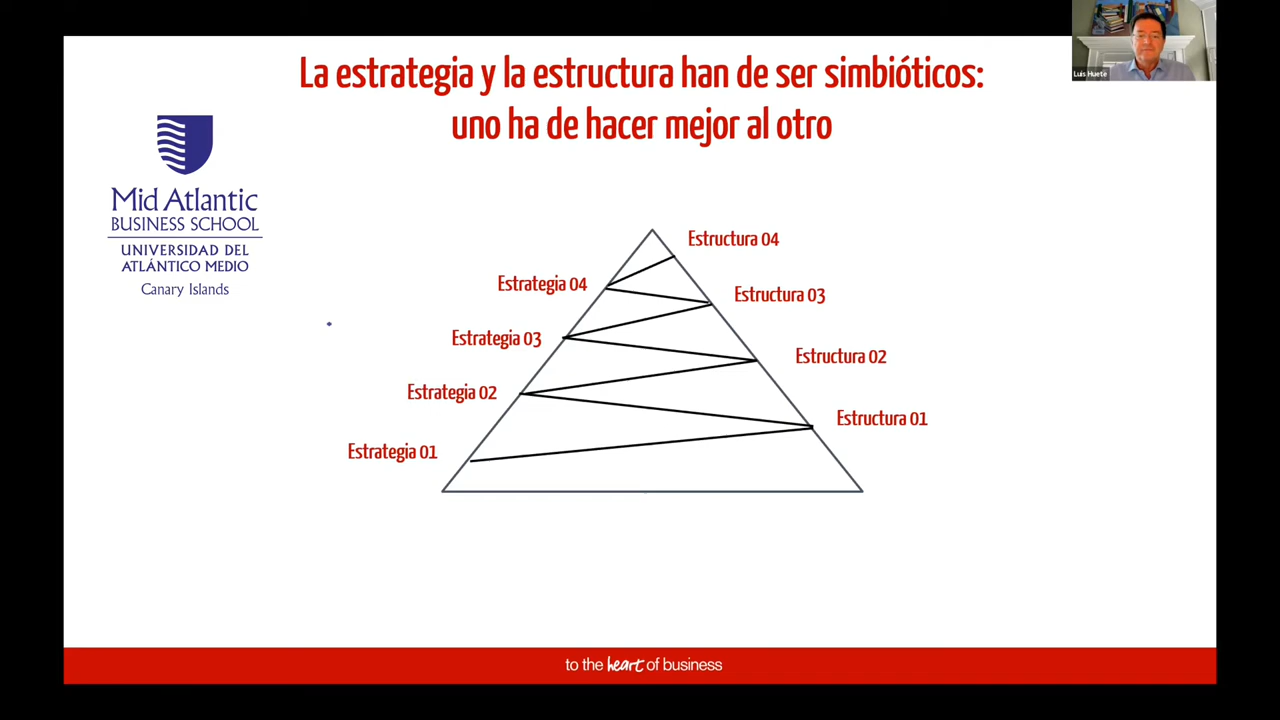 Luis Huete
La estrategia y la estructura han de ser simbióticos:
uno ha de hacer mejor al otro
Mid Atlantic
BUSINESS SCHOOL
UNIVERSIDAD DEL
ATLÁNTICO MEDIO
Canary Islands
Estructura 04
Estrategia 04
Estructura 03
Estrategia 03
Estructura 02
Estrategia 02
Estructura 01
Estrategia 01
to the heart of business